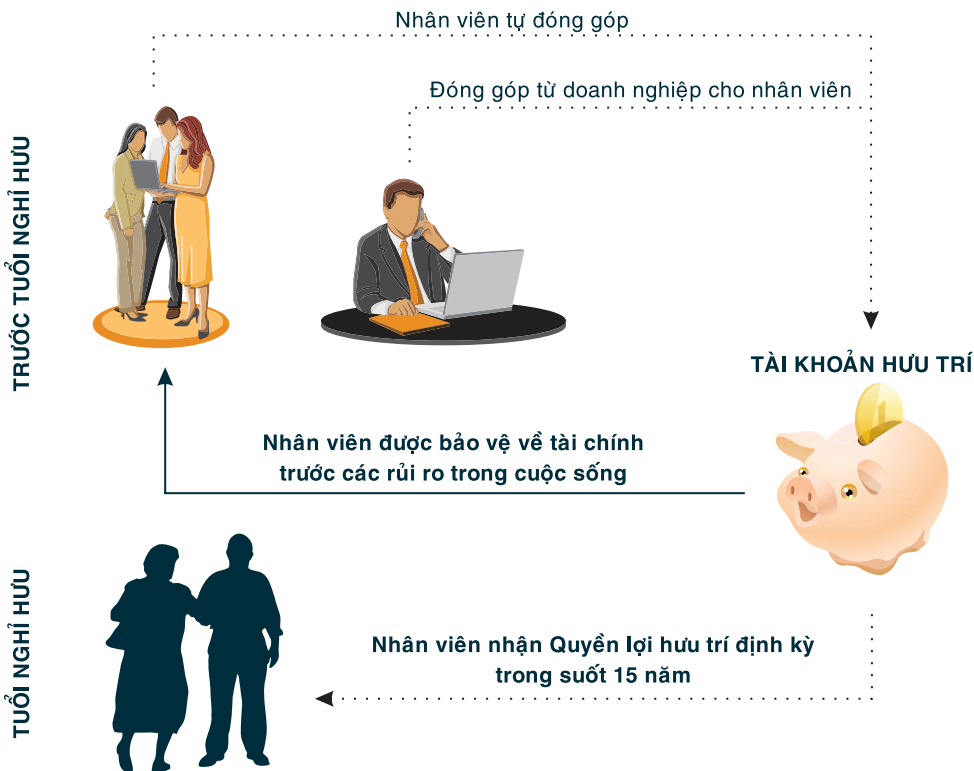 Nhân viên tự đóng góp
Đóng góp từ doanh nghiệp cho nhân viên
TRƯỚC TUỔI NGHỈ HƯU
TÀI KHOẢN HƯU TRÍ
Nhân viên được bảo vệ về tài chính
trước các rủi ro trong cuộc sống
TUỔI NGHỈ HƯU
Nhân viên nhận Quyền lợi hưu trí định kỳ
trong suốt 15 năm